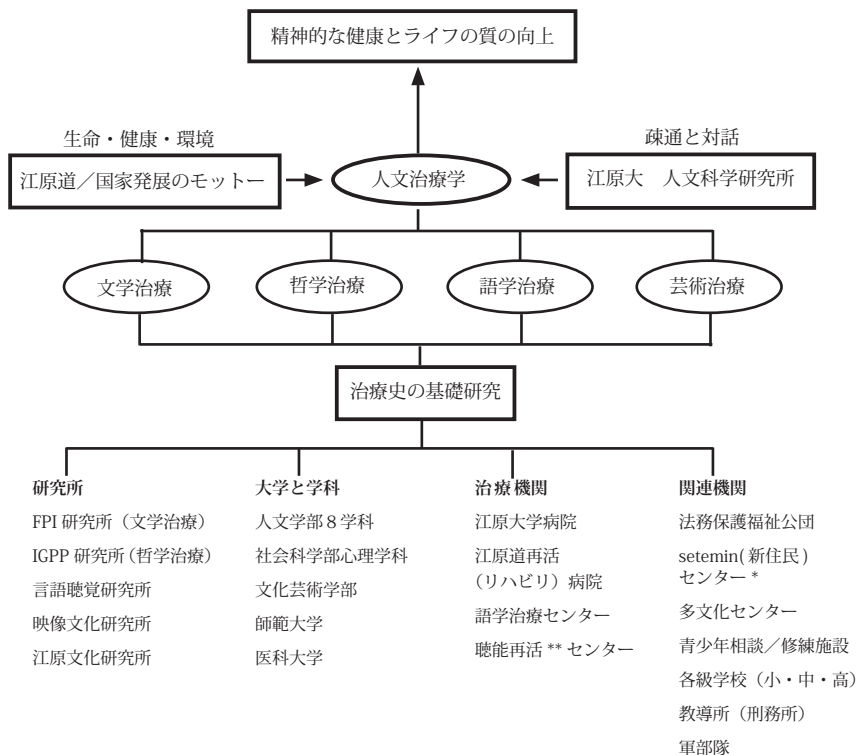 精神的な健康とライフの質の向上
生命・健康・環境
疎通と対話
江原道／国家発展のモットー
人文治療学
江原大　人文科学研究所
文学治療
哲学治療
語学治療
芸術治療
治療史の基礎研究
研究所
FPI 研究所（文学治療）
IGPP 研究所（哲学治療）
言語聴覚研究所
映像文化研究所
江原文化研究所
大学と学科
人文学部８学科
社会科学部心理学科
文化芸術学部
師範大学
医科大学
治療機関
江原大学病院
江原道再活
（リハビリ）病院
語学治療センター
聴能再活 ** センター
関連機関
法務保護福祉公団
setemin( 新住民 )
センター *
多文化センター
青少年相談／修練施設
各級学校（小・中・高）
教導所（刑務所）
軍部隊